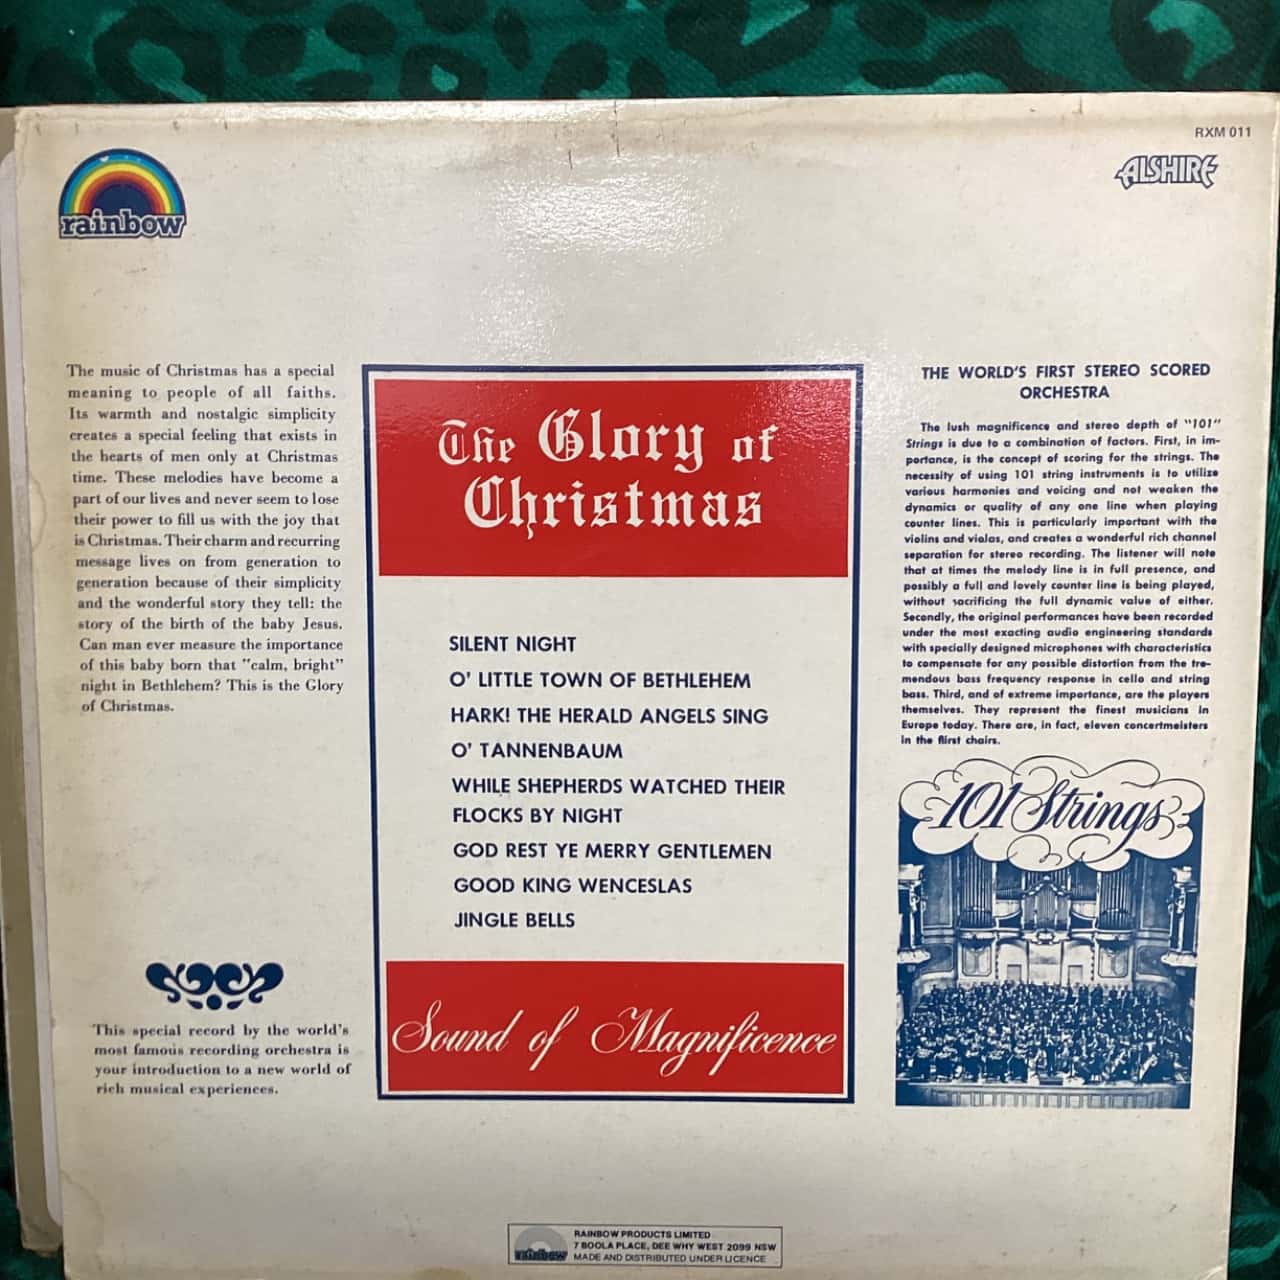 RXM 011
rainbow
ALSHIRE
The music of Christmas has a special
meaning to people of all faiths.
Its warmth and nostalgic simplicity
creates a special feeling that exists in
the hearts of men only at Christmas
time. These melodies have become a
part of our lives and never seem to lose
their power to fill us with the joy that
is Christmas. Their charm and recurring
message lives on from generation to
generation because of their simplicity
and the wonderful story they tell: the
story of the birth of the baby Jesus.
Can man ever measure the importance
of this baby born that "calm, bright"
night in Bethlehem? This is the Glory
of Christmas.
This special record by the world's
most famous recording orchestra is
your introduction to a new world of
rich musical experiences.
The Glory of
Christmas
SILENT NIGHT
O' LITTLE TOWN OF BETHLEHEM
HARK! THE HERALD ANGELS SING
O' TANNENBAUM
WHILE SHEPHERDS WATCHED THEIR
FLOCKS BY NIGHT
GOD REST YE MERRY GENTLEMEN
GOOD KING WENCESLAS
JINGLE BELLS
Sound of Magnificence
THE WORLD'S FIRST STEREO SCORED
ORCHESTRA
The lush magnificence and stereo depth of "101"
Strings is due to a combination of factors. First, in im-
portance, is the concept of scoring for the strings. The
necessity of using 101 string instruments is to utilize
various harmonies and voicing and not weaken the
dynamics or quality of any one line when playing
counter lines. This is particularly important with the
violins and violas, and creates a wonderful rich channel
separation for stereo recording. The listener will note
that at times the melody line is in full presence, and
possibly a full and lovely counter line is being played,
without sacrificing the full dynamic value of either.
Secondly, the original performances have been recorded
under the most exacting audio engineering standards
with specially designed microphones with characteristics
to compensate for any possible distortion from the tre-
mendous bass frequency response in cello and string
bass. Third, and of extreme importance, are the players
themselves. They represent the finest musicians in
Europe today. There are, in fact, eleven concertmeisters
in the first chairs.
101 Strings
rainbow
RAINBOW PRODUCTS LIMITED
7 BOOLA PLACE, DEE WHY WEST 2099 NSW
MADE AND DISTRIBUTED UNDER LICENCE